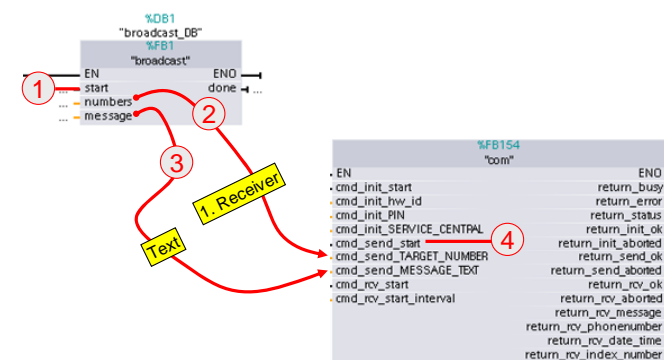 %DB1
"broadcast_DB"
%FB1
"broadcast"
EN ENO
1 ... start done ...
... numbers
... message
2
3
1. Receiver
Text
%FB154
"com"
EN ENO
cmd_init_start return_busy
cmd_init_hw_id return_error
cmd_init_PIN return_status
cmd_init_SERVICE_CENTRAL return_init_ok
cmd_send_start 4 return_init_aborted
cmd_send_TARGET_NUMBER return_send_ok
cmd_send_MESSAGE_TEXT return_send_aborted
cmd_rcv_start return_rcv_ok
cmd_rcv_start_interval return_rcv_aborted
return_rcv_message
return_rcv_phonenumber
return_rcv_date_time
return_rcv_index_number